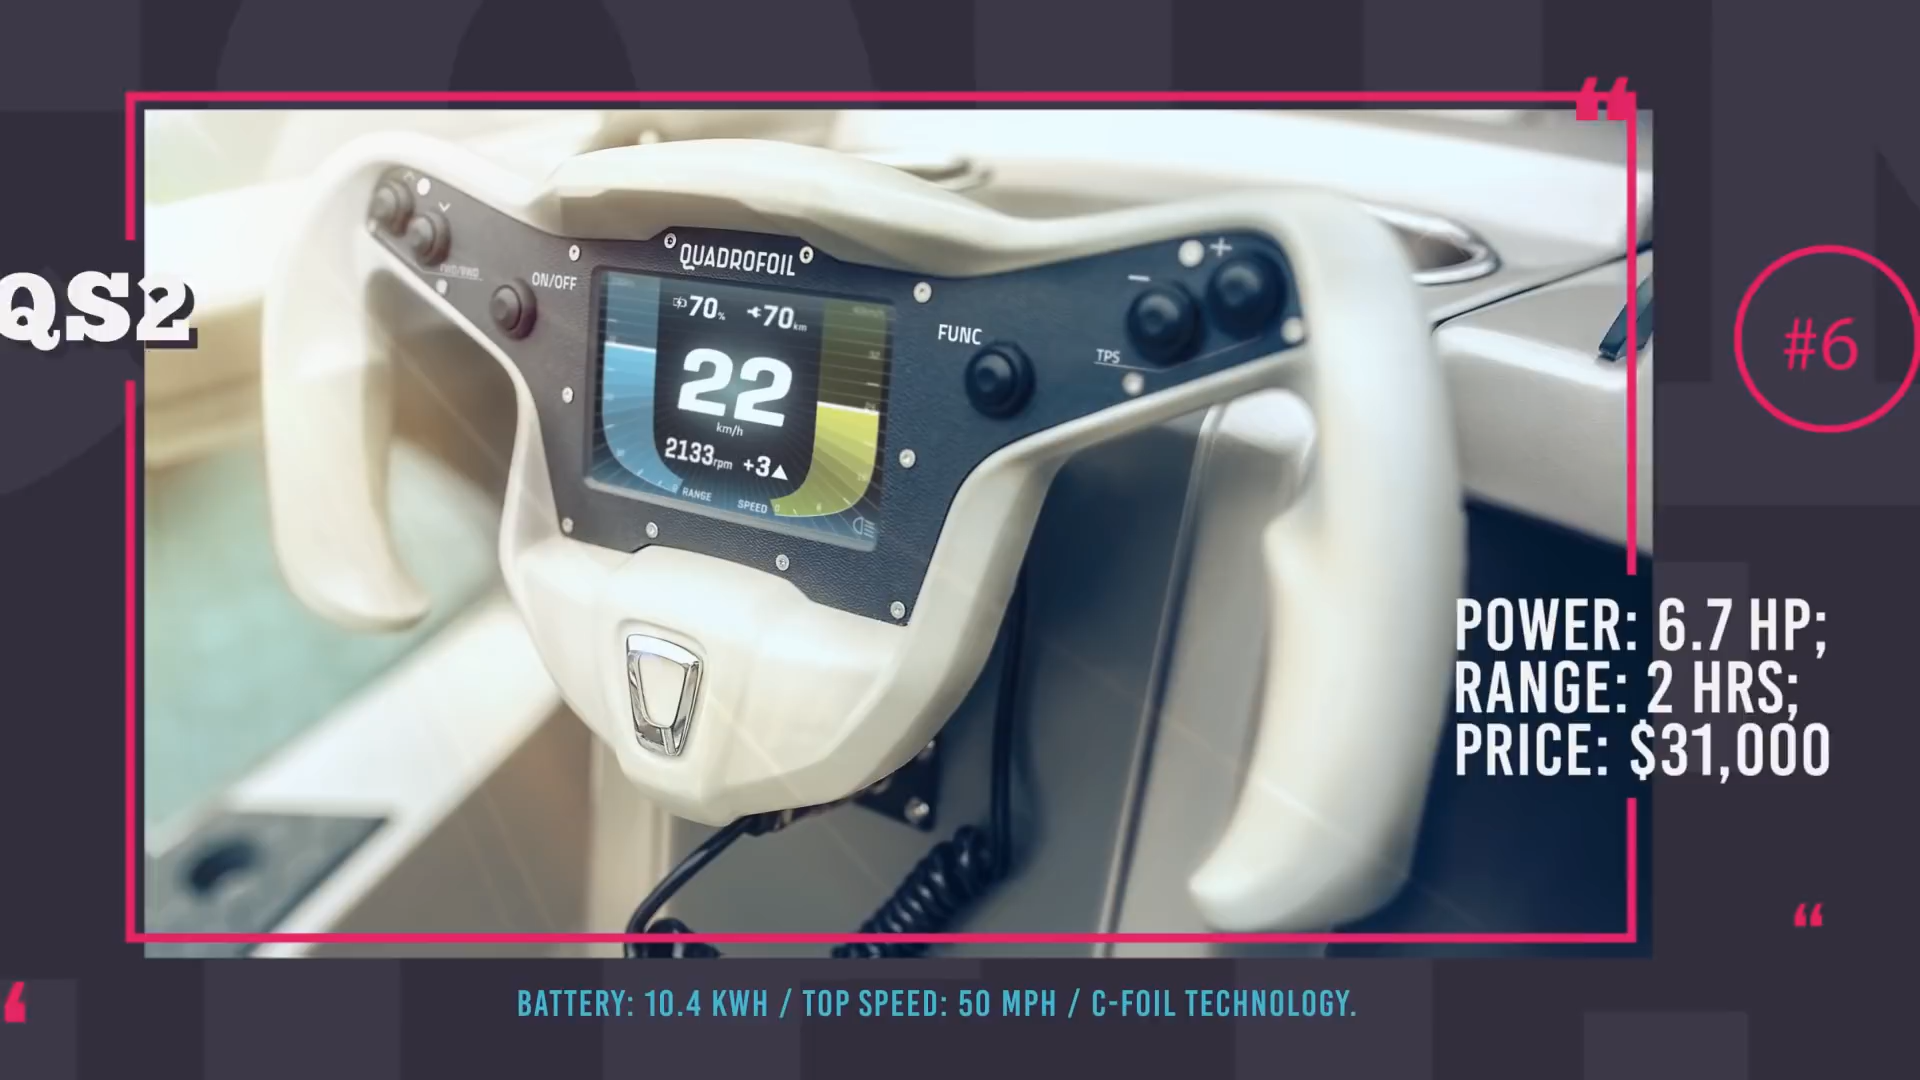 QS2
#6
QUADROFOIL
ON/OFF
70%
70km
22
km/h
2133rpm +3
RANGE
SPEED
FUNC
TPS
- +
POWER: 6.7 HP;
RANGE: 2 HRS;
PRICE: $31,000
BATTERY: 10.4 KWH / TOP SPEED: 50 MPH / C-FOIL TECHNOLOGY.